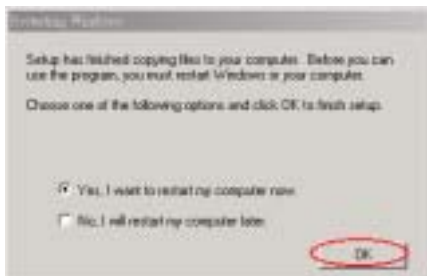 Restarting Windows
Setup has finished copying files to your computer. Before you can
use the program, you must restart Windows or your computer.
Choose one of the following options and click OK to finish setup.
Yes, I want to restart my computer now.
No, I will restart my computer later.
OK